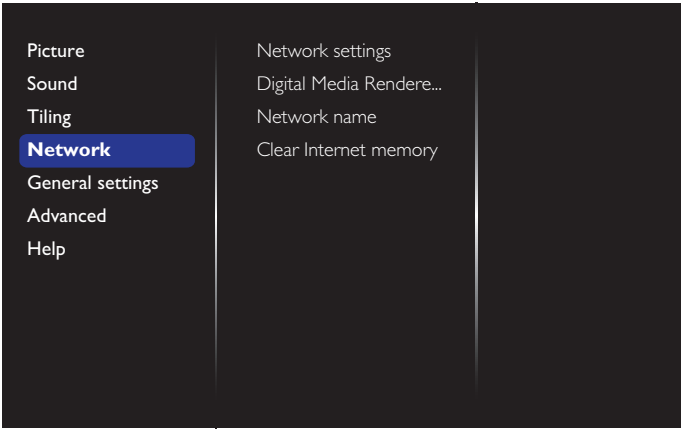 Picture
Sound
Tiling
Network
General settings
Advanced
Help
Network settings
Digital Media Rendere...
Network name
Clear Internet memory